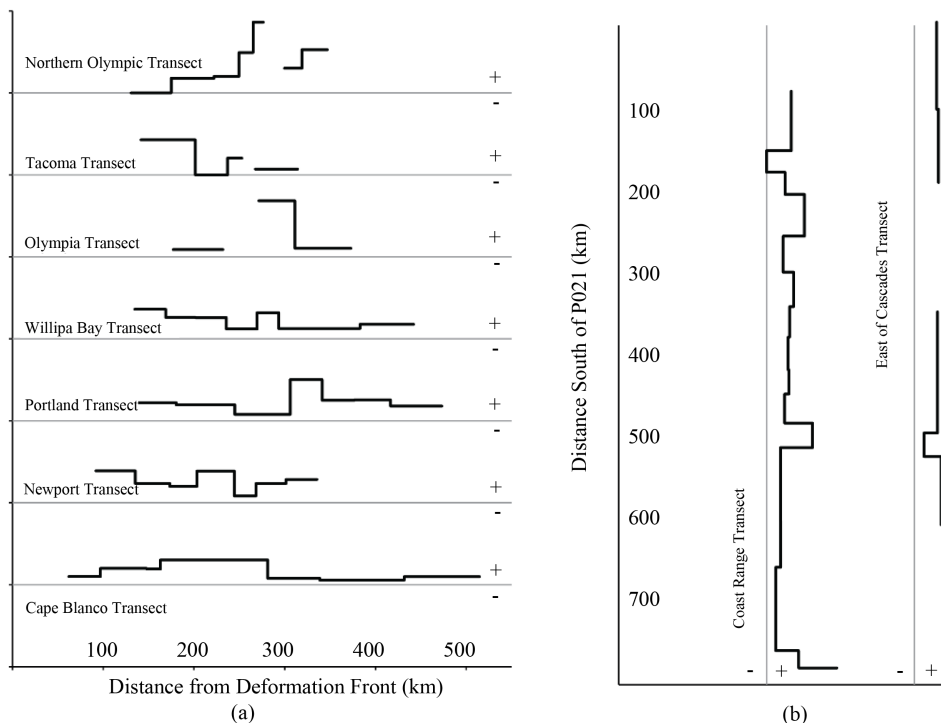 Northern Olympic Transect
+
-
Tacoma Transect
+
-
Olympia Transect
+
-
Willipa Bay Transect
+
-
Portland Transect
+
-
Newport Transect
+
-
Cape Blanco Transect
+
-
100 200 300 400 500
Distance from Deformation Front (km)
(a)
Distance South of P021 (km)
100
200
300
400
500
600
700
Coast Range Transect
- +
East of Cascades Transect
- +
(b)